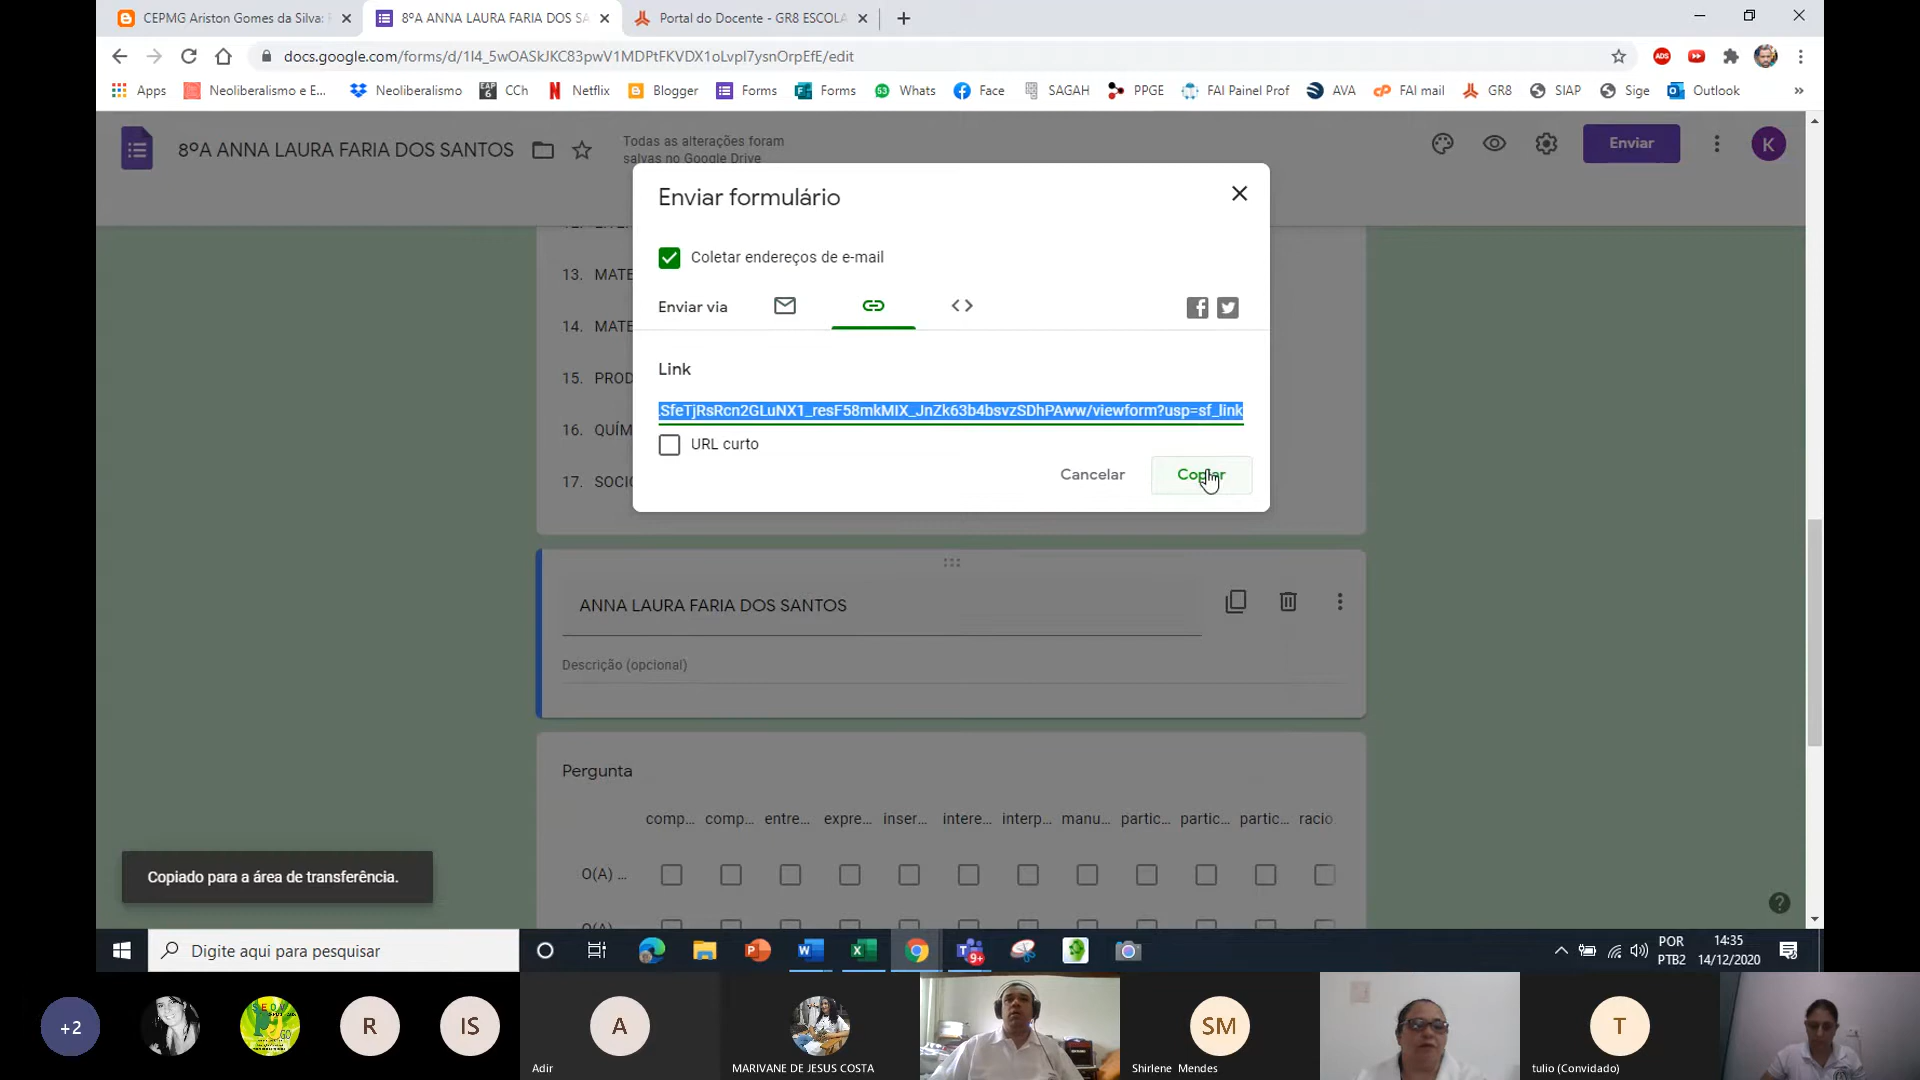 CEPMG Ariston Gomes da Silva:
8ºA ANNA LAURA FARIA DOS SA
Portal do Docente - GR8 ESCOLA
docs.google.com/forms/d/1I4_5wOASkJKC83pwV1MDPtFKVDX1oLvpl7ysnOrpEfE/edit
Apps Neoliberalismo e E... Neoliberalismo CCh Netflix Blogger Forms Forms Whats Face SAGAH PPGE FAI Painel Prof AVA FAI mail GR8 SIAP Sige Outlook »
8ºA ANNA LAURA FARIA DOS SANTOS
Todas as alterações foram
salvas no Google Drive
Enviar
K
Enviar formulário
Coletar endereços de e-mail
Enviar via
Link
SfeTjRsRcn2GLuNX1_resF58mkMIX_JnZk63b4bsvzSDhPAww/viewform?usp=sf_link
URL curto
Cancelar Copiar
13. MATE
14. MATE
15. PROD
16. QUÍM
17. SOCIO
ANNA LAURA FARIA DOS SANTOS
Descrição (opcional)
Pergunta
comp... comp... entre... expre... inser... intere... interp... manu... partic... partic... partic... racio
O(A) ...
O(A)
Copiado para a área de transferência.
Digite aqui para pesquisar
9+
POR
PTB2
14:35
14/12/2020
+2
R
IS
A
Adir
MARIVANE DE JESUS COSTA
SM
Shirlene Mendes
T
tulio (Convidado)